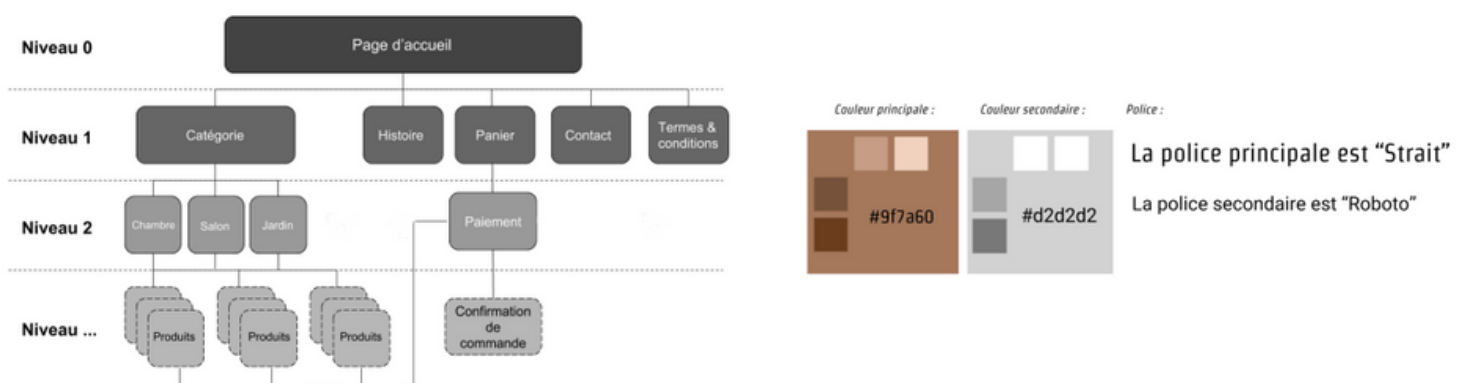 Niveau 0
Page d'accueil
Niveau 1
Catégorie
Histoire
Panier
Contact
Termes &
conditions
Niveau 2
Chambre
Salon
Jardin
Paiement
Niveau ...
Produits
Produits
Produits
Confirmation
de
commande
Couleur principale :
Couleur secondaire :
Police :
#9f7a60
#d2d2d2
La police principale est “Strait”
La police secondaire est “Roboto”